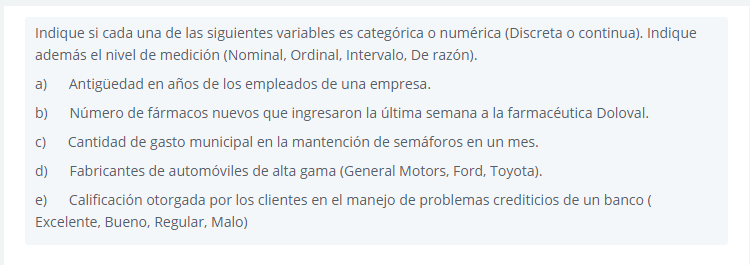 Indique si cada una de las siguientes variables es categórica o numérica (Discreta o continua). Indique
además el nivel de medición (Nominal, Ordinal, Intervalo, De razón).
a) Antigüedad en años de los empleados de una empresa.
b) Número de fármacos nuevos que ingresaron la última semana a la farmacéutica Doloval.
c) Cantidad de gasto municipal en la mantención de semáforos en un mes.
d) Fabricantes de automóviles de alta gama (General Motors, Ford, Toyota).
e) Calificación otorgada por los clientes en el manejo de problemas crediticios de un banco (
Excelente, Bueno, Regular, Malo)